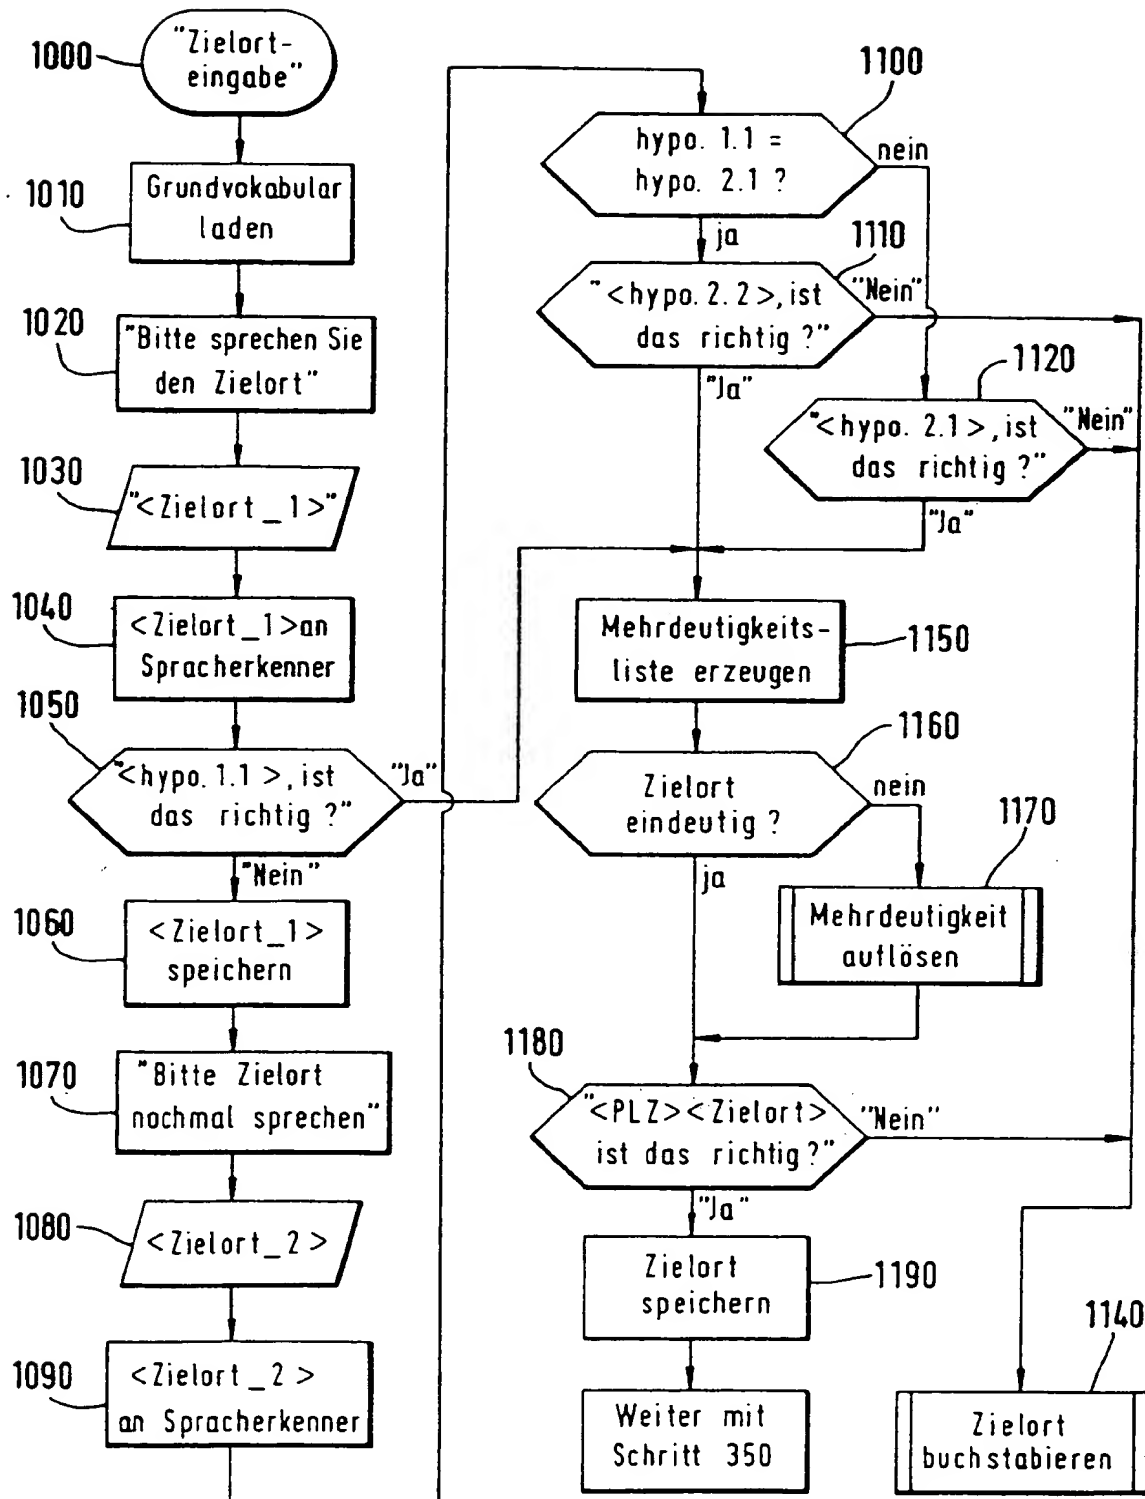 1000
"Zielort-
eingabe"
1010
Grundvokabular
laden
1020
"Bitte sprechen Sie
den Zielort"
1030
"<Zielort_1>"
1040
<Zielort_1>an
Spracherkenner
1050
"<hypo.1.1>, ist
das richtig?"
"Ja"
"Nein"
1060
<Zielort_1>
speichern
1070
"Bitte Zielort
nochmal sprechen"
1080
<Zielort_2>
1090
<Zielort_2>
an Spracherkenner
1100
hypo. 1.1 =
hypo. 2.1 ?
nein
ja
1110
"<hypo. 2.2>, ist
das richtig?"
"Nein"
"Ja"
1120
"<hypo. 2.1>, ist
das richtig?"
"Nein"
"Ja"
Mehrdeutigkeits-
liste erzeugen
1150
1160
Zielort
eindeutig?
nein
ja
1170
Mehrdeutigkeit
auflösen
1180
"<PLZ><Zielort>
ist das richtig?"
"Nein"
"Ja"
Zielort
speichern
1190
Weiter mit
Schritt 350
1140
Zielort
buchstabieren